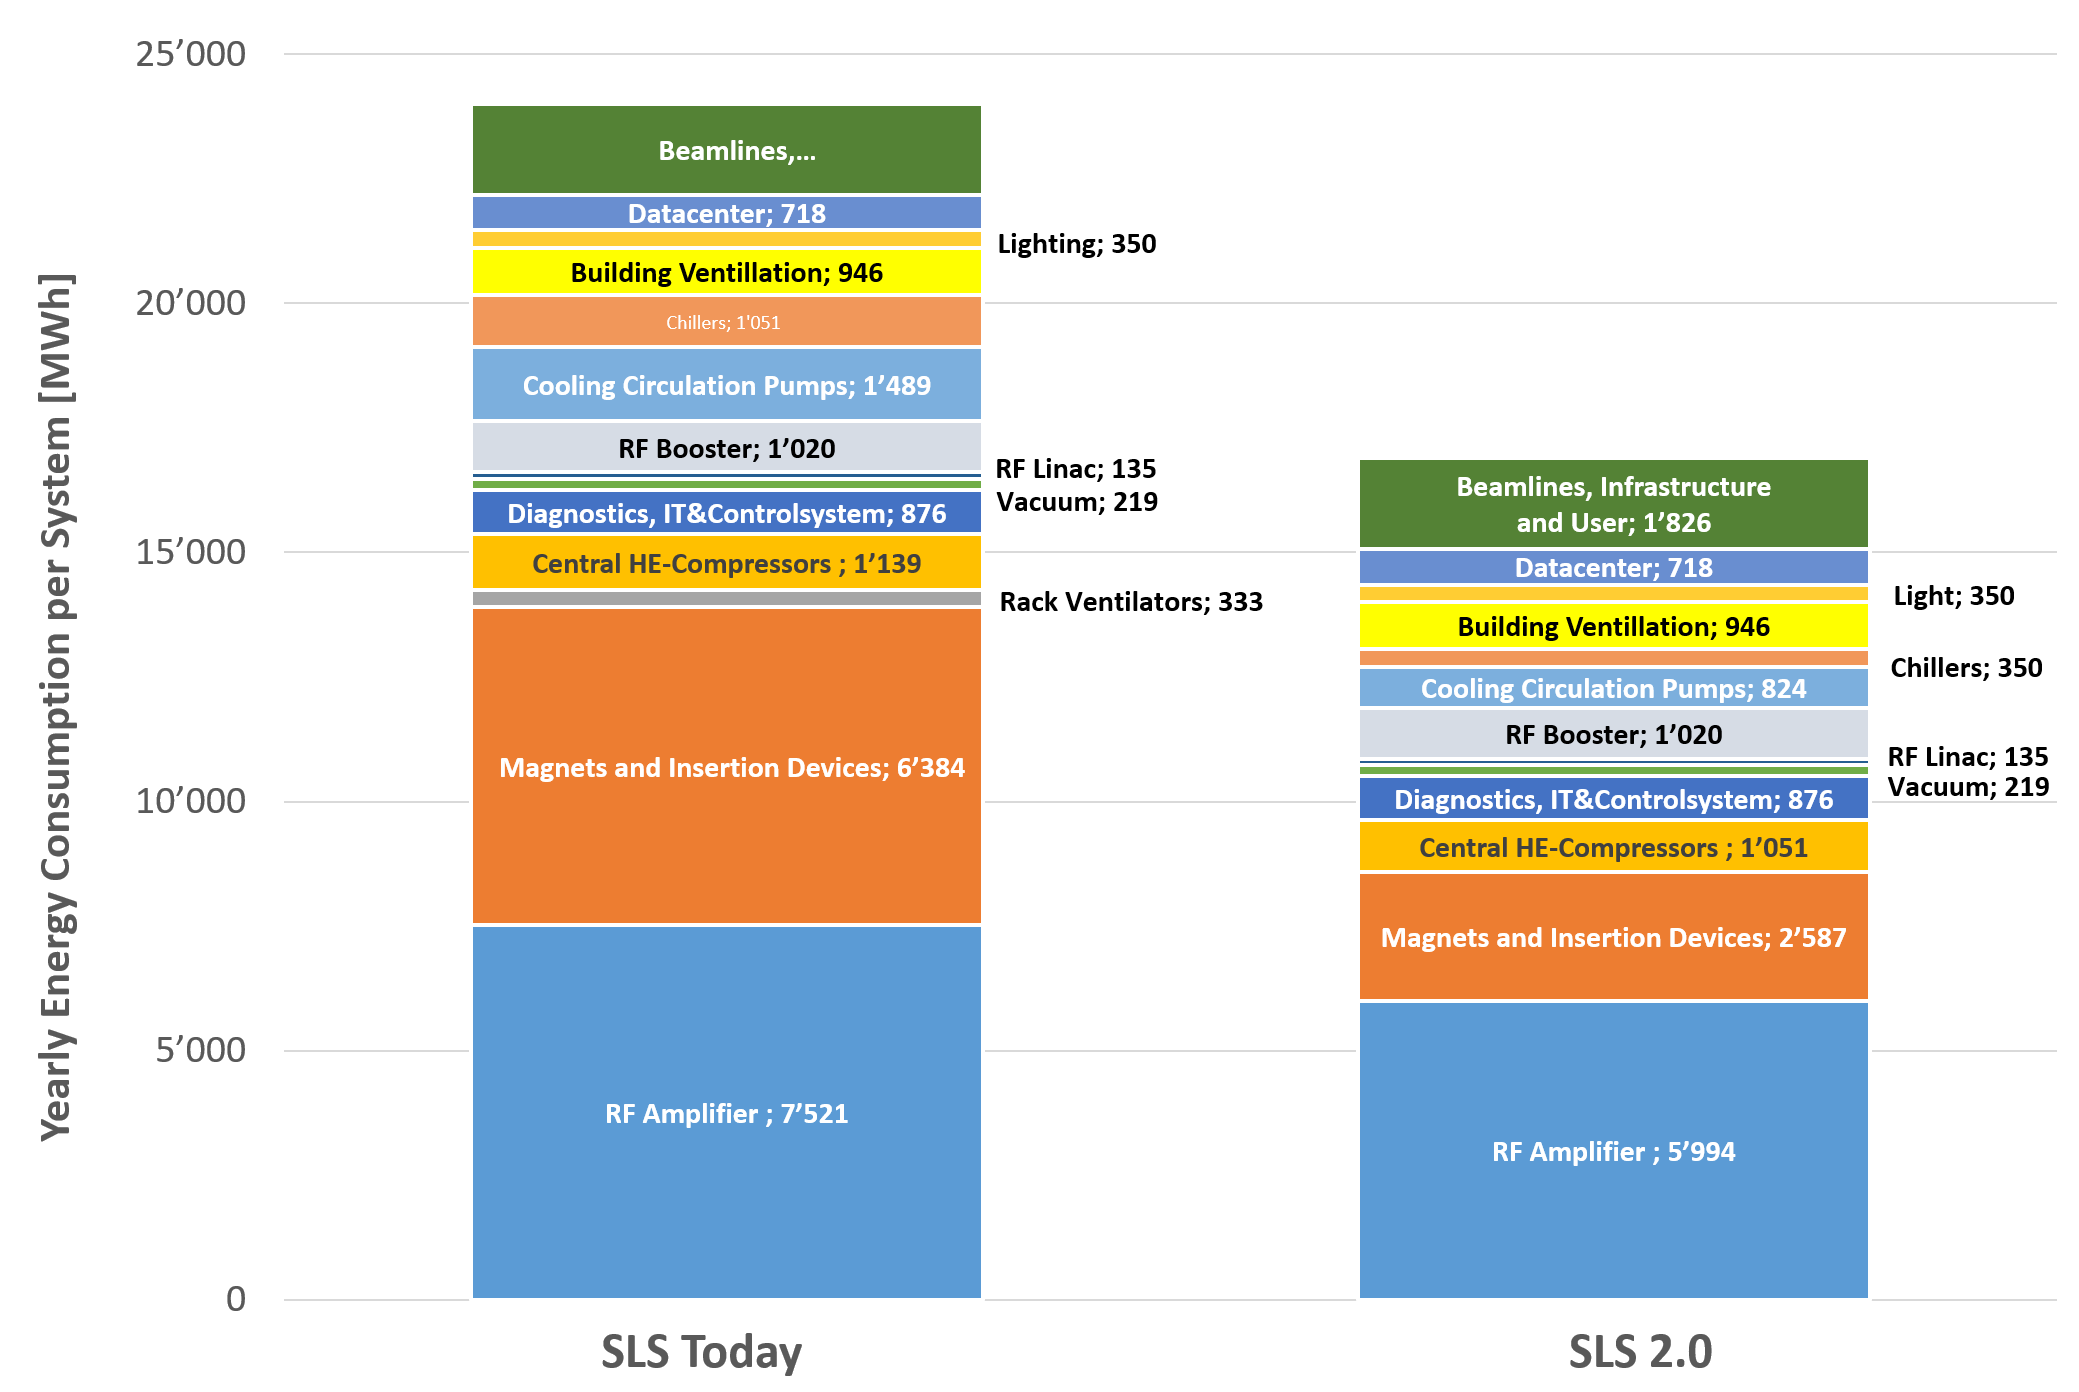 Yearly Energy Consumption per System [MWh]
25’000
20’000
15’000
10’000
5’000
0
Beamlines,...
Datacenter; 718
Lighting; 350
Building Ventillation; 946
Chillers; 1'051
Cooling Circulation Pumps; 1’489
RF Booster; 1’020
RF Linac; 135
Vacuum; 219
Diagnostics, IT&Controlsystem; 876
Central HE-Compressors ; 1’139
Rack Ventilators; 333
Magnets and Insertion Devices; 6’384
RF Amplifier ; 7’521
SLS Today
Beamlines, Infrastructure
and User; 1’826
Datacenter; 718
Light; 350
Building Ventillation; 946
Chillers; 350
Cooling Circulation Pumps; 824
RF Booster; 1’020
RF Linac; 135
Vacuum; 219
Diagnostics, IT&Controlsystem; 876
Central HE-Compressors ; 1’051
Magnets and Insertion Devices; 2’587
RF Amplifier ; 5’994
SLS 2.0